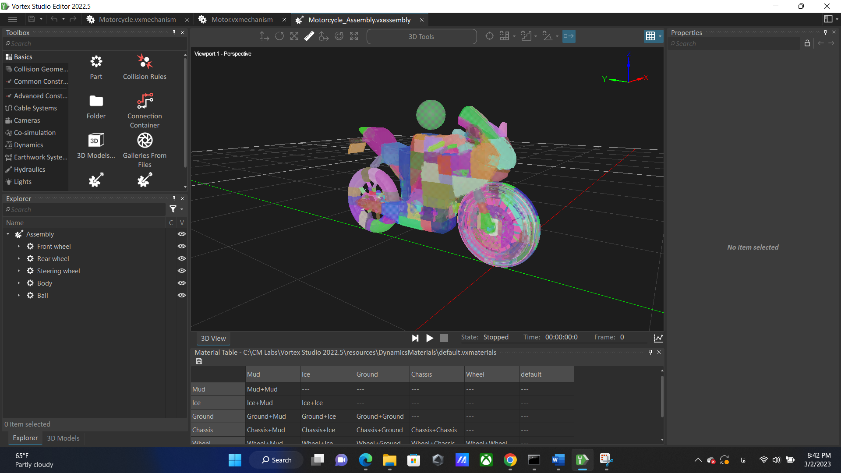 Vortex Studio Editor 2022.5
Motorcycle.vxmechanism
Motor.vxmechanism
Motorcycle_Assembly.vxassembly
Toolbox
Search
Basics
Collision Geome...
Common Constr...
Advanced Const...
Cable Systems
Cameras
Co-simulation
Dynamics
Earthwork Syste...
Hydraulics
Lights
Part
Collision Rules
Folder
Connection
Container
3D
3D Models...
Galleries From
Files
Explorer
Search
Name C V
Assembly
Front wheel
Rear wheel
Steering wheel
Body
Ball
0 item selected
Explorer 3D Models
3D Tools
Viewport 1 - Perspective
Y X
3D View
State: Stopped Time: 00:00:00:0 Frame: 0
Material Table - C:\CM Labs\Vortex Studio 2022.5\resources\DynamicsMaterials\default.vxmaterials
Mud Ice Ground Chassis Wheel default
Mud Mud+Mud --- --- --- --- ---
Ice Ice+Mud Ice+Ice --- --- --- ---
Ground Ground+Mud Ground+Ice Ground+Ground --- --- ---
Chassis Chassis+Mud Chassis+Ice Chassis+Ground Chassis+Chassis --- ---
Wheel Wheel+Mud Wheel+Ice Wheel+Ground Wheel+Chassis Wheel+Wheel ---
Properties
Search
No item selected
65°F
Partly cloudy
Search
8:42 PM
3/2/2023